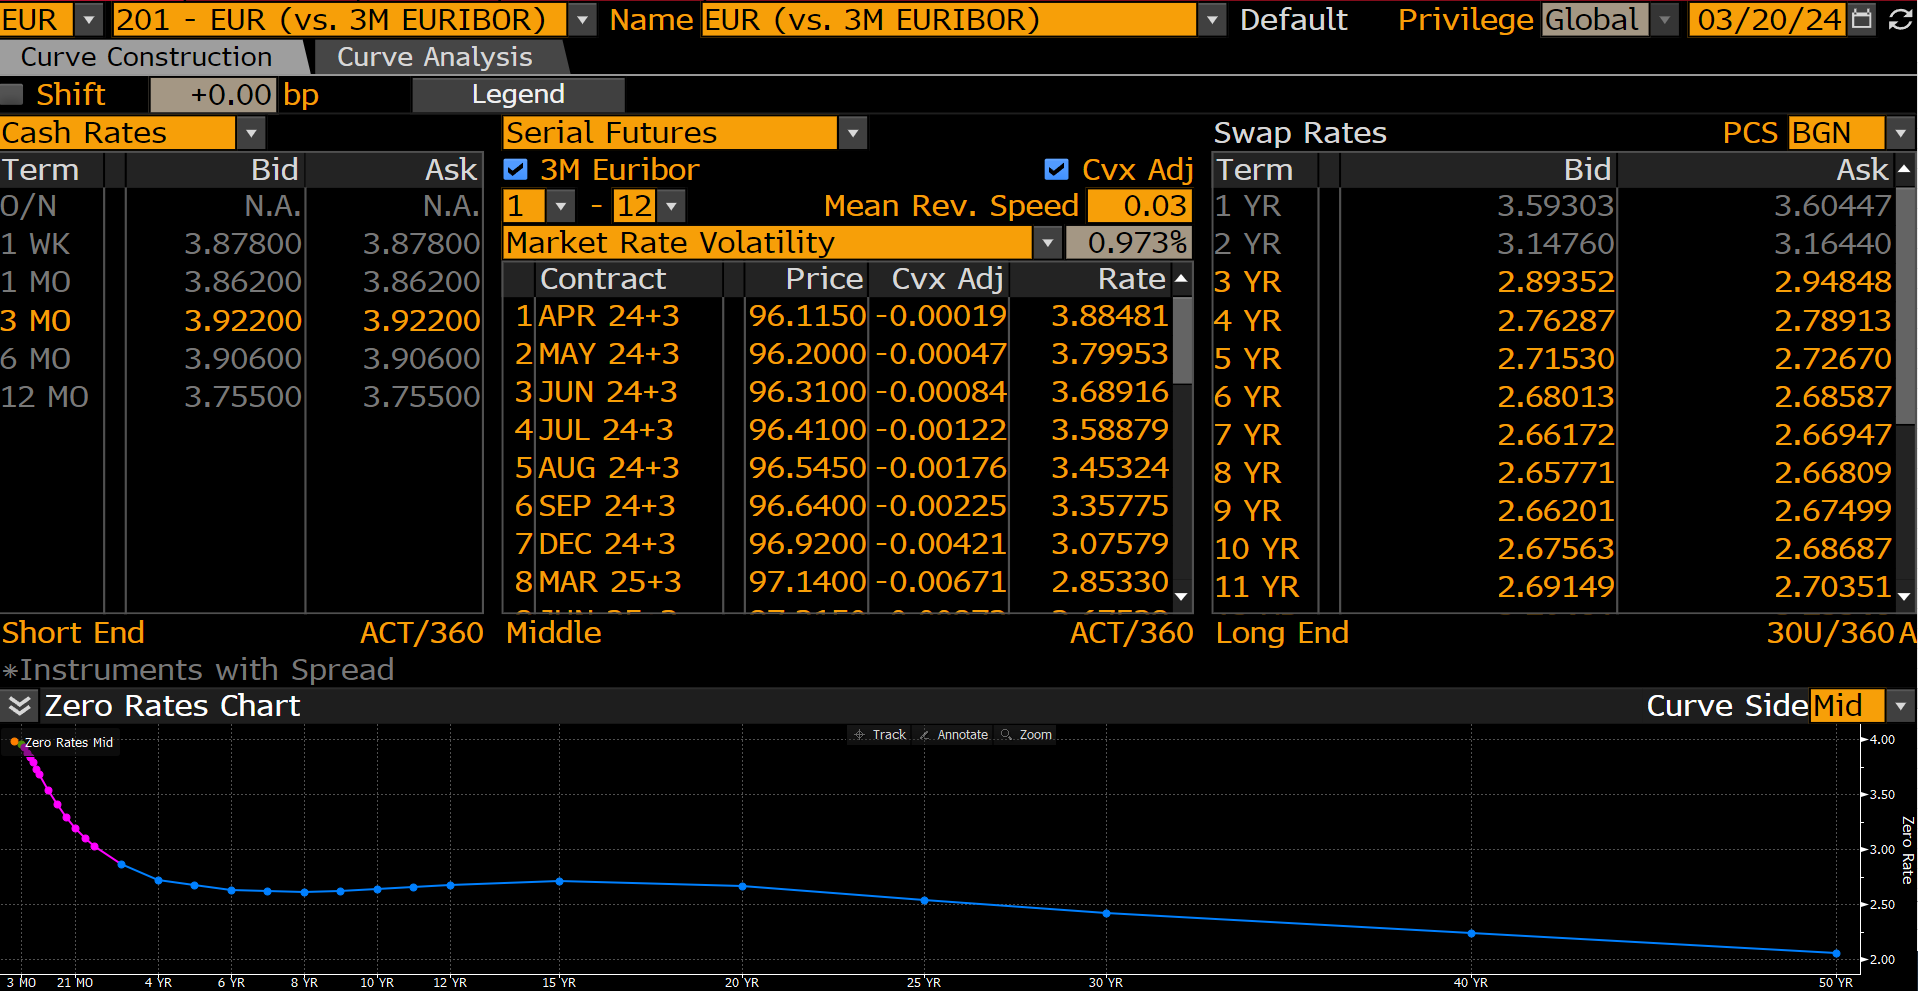 EUR 201 - EUR (vs. 3M EURIBOR) Name EUR (vs. 3M EURIBOR) Default Privilege Global 03/20/24
Curve Construction Curve Analysis
Shift +0.00 bp Legend
Cash Rates
Term Bid Ask
O/N N.A. N.A.
1 WK 3.87800 3.87800
1 MO 3.86200 3.86200
3 MO 3.92200 3.92200
6 MO 3.90600 3.90600
12 MO 3.75500 3.75500
Short End ACT/360
Serial Futures
3M Euribor Cvx Adj
1 - 12 Mean Rev. Speed 0.03
Market Rate Volatility 0.973%
Contract Price Cvx Adj Rate
1 APR 24+3 96.1150 -0.00019 3.88481
2 MAY 24+3 96.2000 -0.00047 3.79953
3 JUN 24+3 96.3100 -0.00084 3.68916
4 JUL 24+3 96.4100 -0.00122 3.58879
5 AUG 24+3 96.5450 -0.00176 3.45324
6 SEP 24+3 96.6400 -0.00225 3.35775
7 DEC 24+3 96.9200 -0.00421 3.07579
8 MAR 25+3 97.1400 -0.00671 2.85330
Middle ACT/360
Swap Rates PCS BGN
Term Bid Ask
1 YR 3.59303 3.60447
2 YR 3.14760 3.16440
3 YR 2.89352 2.94848
4 YR 2.76287 2.78913
5 YR 2.71530 2.72670
6 YR 2.68013 2.68587
7 YR 2.66172 2.66947
8 YR 2.65771 2.66809
9 YR 2.66201 2.67499
10 YR 2.67563 2.68687
11 YR 2.69149 2.70351
Long End 30U/360 A
*Instruments with Spread
Zero Rates Chart Curve Side Mid
Zero Rates Mid Track Annotate Zoom
4.00
3.50
3.00
2.50
2.00
Zero Rate
3 MO 21 MO 4 YR 6 YR 8 YR 10 YR 12 YR 15 YR 20 YR 25 YR 30 YR 40 YR 50 YR